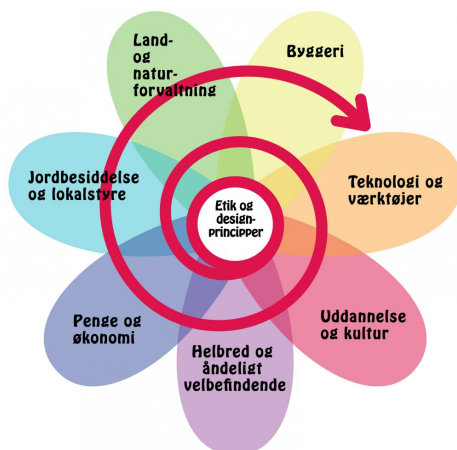 Land-
og
natur-
forvaltning
Byggeri
Jordbesiddelse
og lokalstyre
Etik og
design-
principper
Teknologi og
værktøjer
Penge og
økonomi
Uddannelse
og kultur
Helbred og
åndeligt
velbefindende